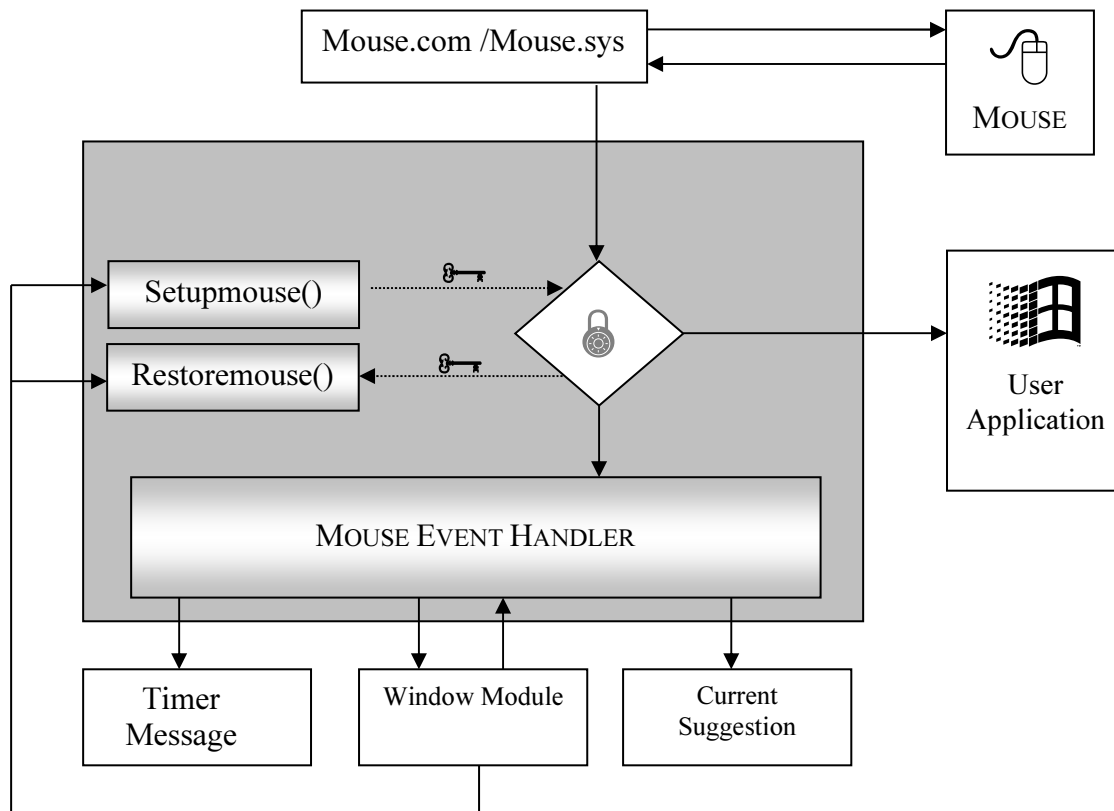 Mouse.com /Mouse.sys
MOUSE
Setupmouse()
Restoremouse()
User
Application
MOUSE EVENT HANDLER
Timer
Message
Window Module
Current
Suggestion